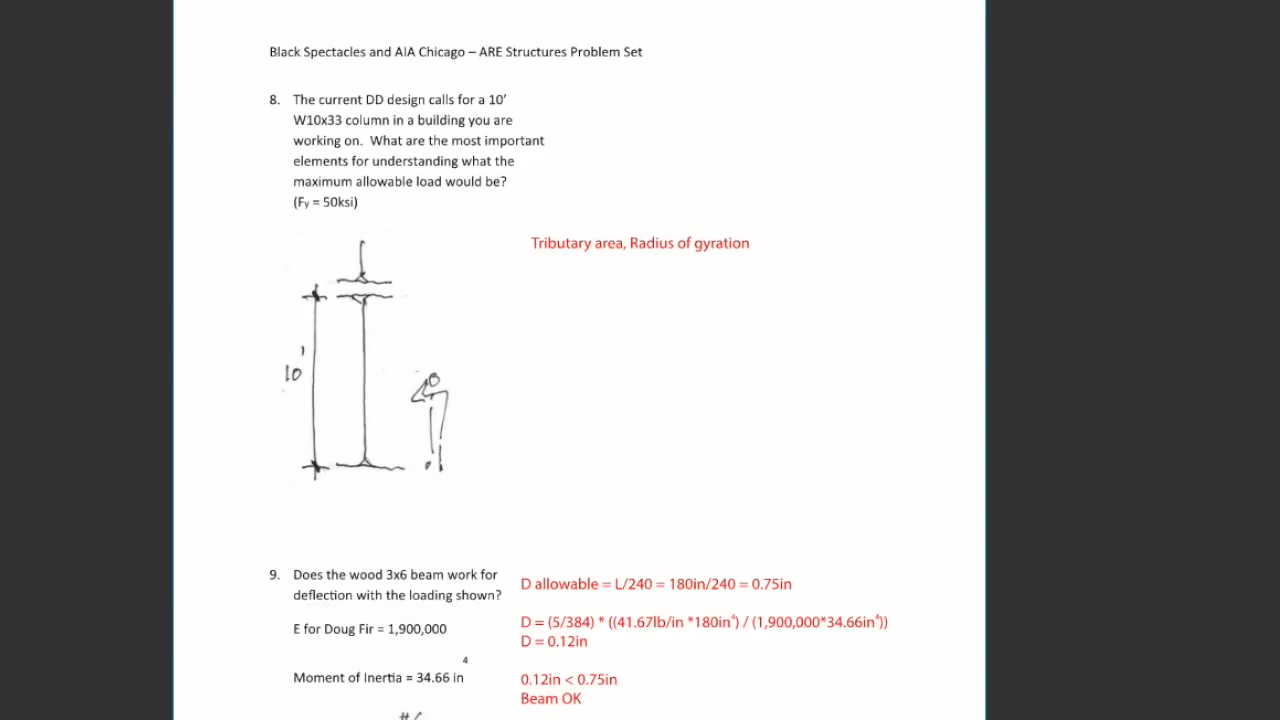 Black Spectacles and AIA Chicago – ARE Structures Problem Set
8. The current DD design calls for a 10'
W10x33 column in a building you are
working on. What are the most important
elements for understanding what the
maximum allowable load would be?
(Fy = 50ksi)
Tributary area, Radius of gyration
10'
9. Does the wood 3x6 beam work for
deflection with the loading shown?
E for Doug Fir = 1,900,000
Moment of Inertia = 34.66 in⁴
D allowable = L/240 = 180in/240 = 0.75in
D = (5/384) * ((41.67lb/in *180in⁴) / (1,900,000*34.66in⁴))
D = 0.12in
0.12in < 0.75in
Beam OK